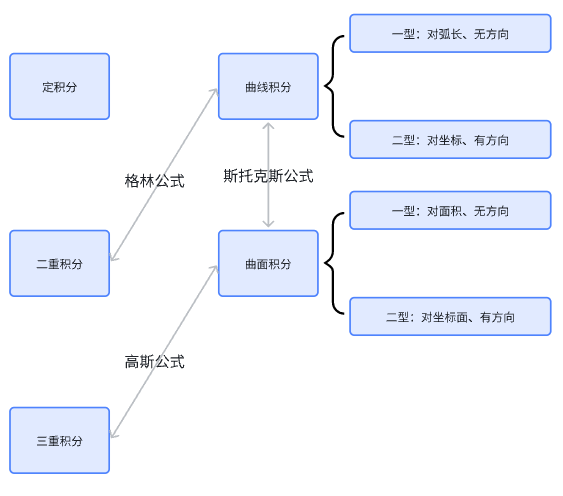 一型：对弧长、无方向
定积分
曲线积分
二型：对坐标、有方向
格林公式
斯托克斯公式
一型：对面积、无方向
二重积分
曲面积分
二型：对坐标面、有方向
高斯公式
三重积分